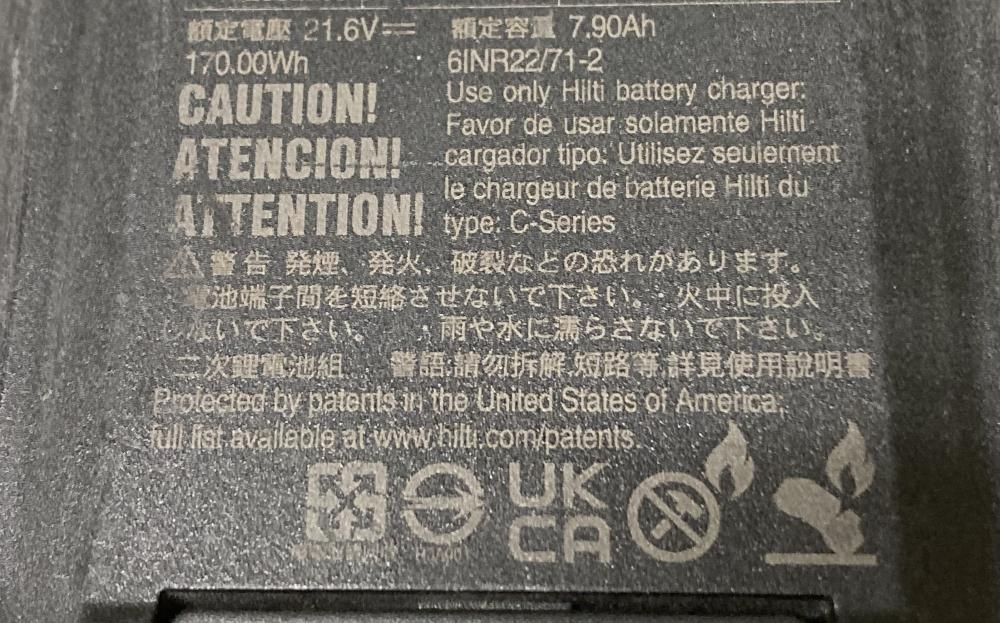 額定電壓 21.6V⎓ 額定容量 7.90Ah
170.00Wh 6INR22/71-2
CAUTION!
ATENCION!
ATTENTION!
Use only Hilti battery charger:
Favor de usar solamente Hilti
cargador tipo: Utilisez seulement
le chargeur de batterie Hilti du
type: C-Series
⚠警告 発煙、発火、破裂などの恐れがあります。
電池端子間を短絡させないで下さい。・火中に投入
しないで下さい。 ・雨や水に濡らさないで下さい。
二次鋰電池組 警語:請勿拆解,短路等,詳見使用說明書
Protected by patents in the United States of America;
full list available at www.hilti.com/patents
UK
CA